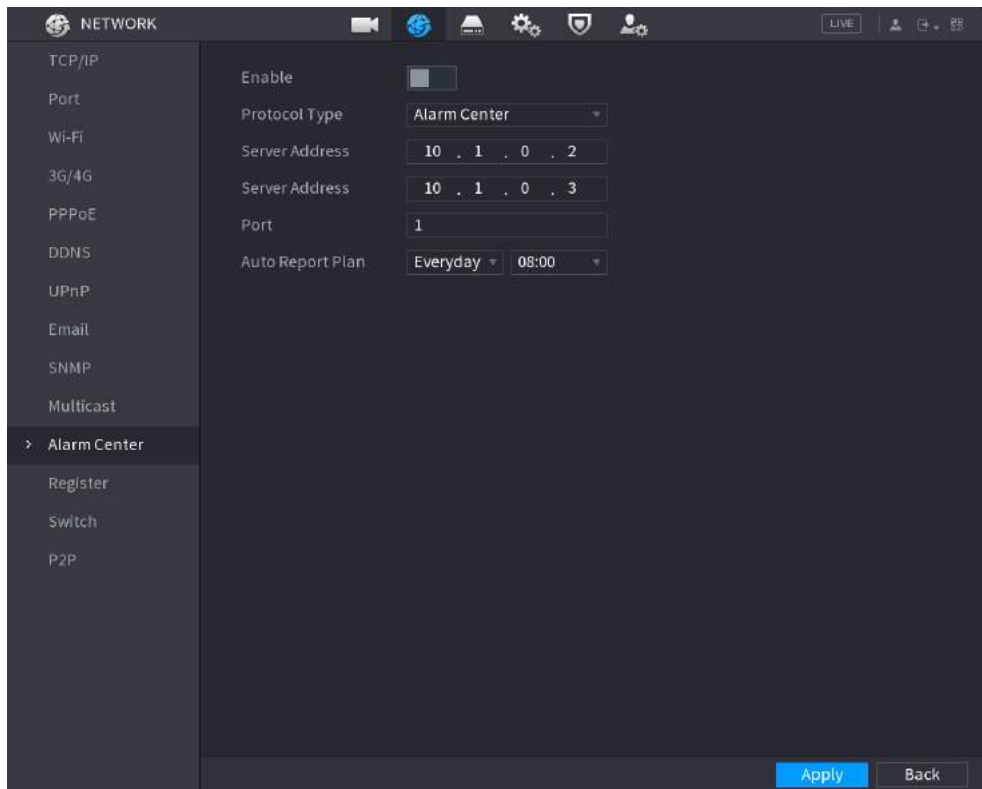 NETWORK
LIVE
TCP/IP
Port
Wi-Fi
3G/4G
PPPoE
DDNS
UPnP
Email
SNMP
Multicast
> Alarm Center
Register
Switch
P2P
Enable
Protocol Type Alarm Center
Server Address 10 . 1 . 0 . 2
Server Address 10 . 1 . 0 . 3
Port 1
Auto Report Plan Everyday 08:00
Apply Back